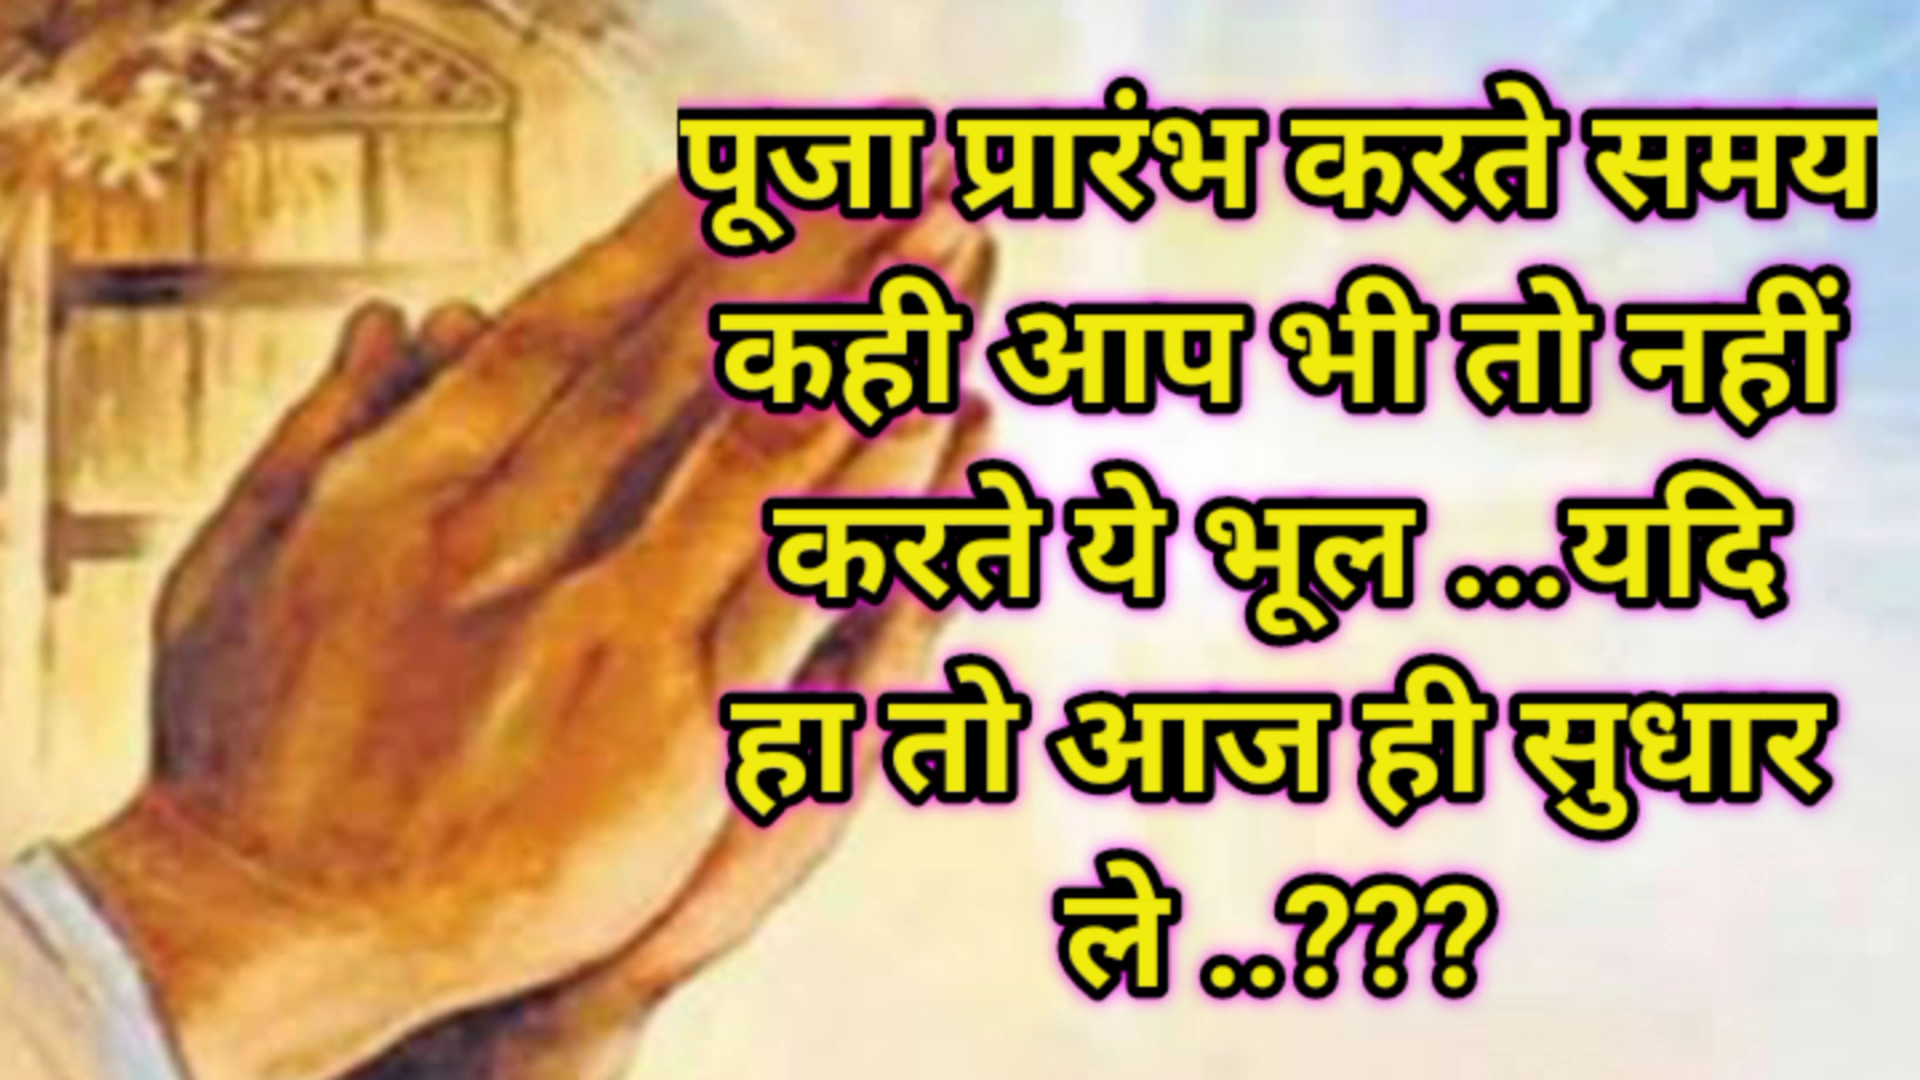 पूजा प्रारंभ करते समय
कही आप भी तो नहीं
करते ये भूल ...यदि
हा तो आज ही सुधार
ले ..???